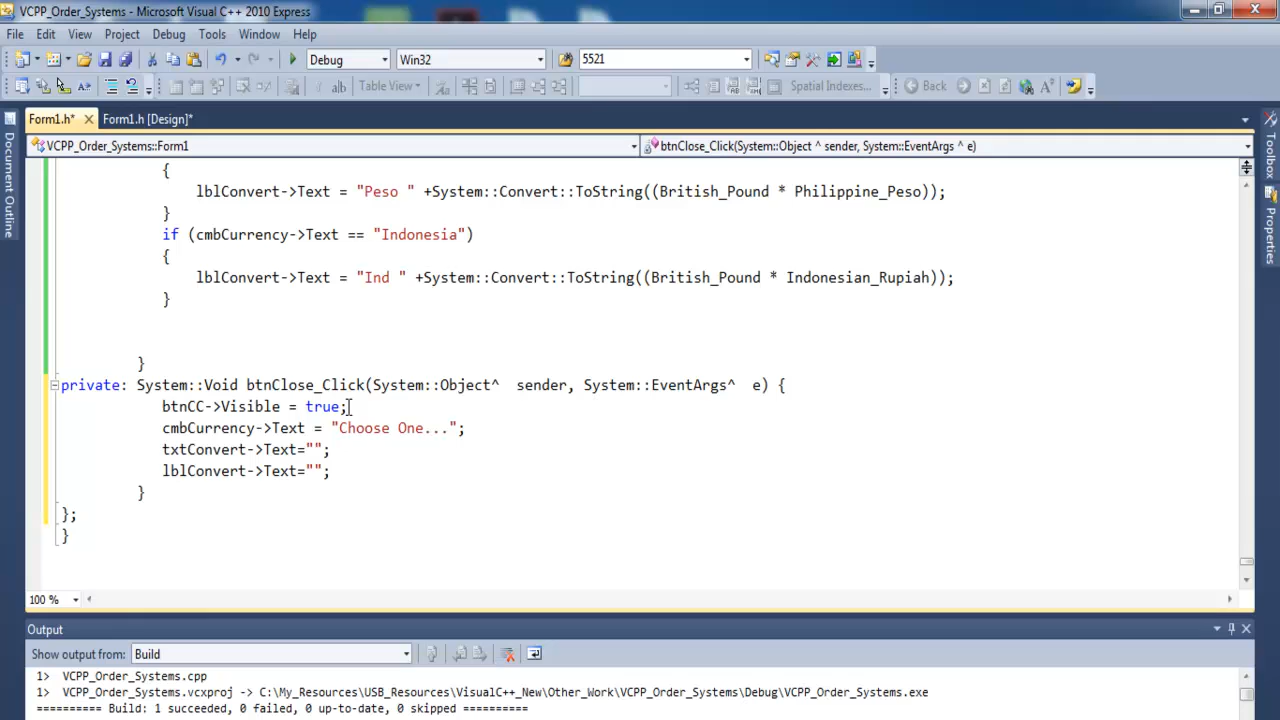 VCPP_Order_Systems - Microsoft Visual C++ 2010 Express
File Edit View Project Debug Tools Window Help
Debug Win32 5521
Table View Spatial Indexes... Back
Form1.h* Form1.h [Design]*
VCPP_Order_Systems::Form1 btnClose_Click(System::Object ^ sender, System::EventArgs ^ e)
Document Outline
Toolbox
Properties
{
lblConvert->Text = "Peso " +System::Convert::ToString((British_Pound * Philippine_Peso));
}
if (cmbCurrency->Text == "Indonesia")
{
lblConvert->Text = "Ind " +System::Convert::ToString((British_Pound * Indonesian_Rupiah));
}
}
private: System::Void btnClose_Click(System::Object^  sender, System::EventArgs^  e) {
btnCC->Visible = true;
cmbCurrency->Text = "Choose One...";
txtConvert->Text="";
lblConvert->Text="";
}
};
}
100 %
Output
Show output from: Build
1>  VCPP_Order_Systems.cpp
1>  VCPP_Order_Systems.vcxproj -> C:\My_Resources\USB_Resources\VisualC++_New\Other_Work\VCPP_Order_Systems\Debug\VCPP_Order_Systems.exe
========== Build: 1 succeeded, 0 failed, 0 up-to-date, 0 skipped ==========